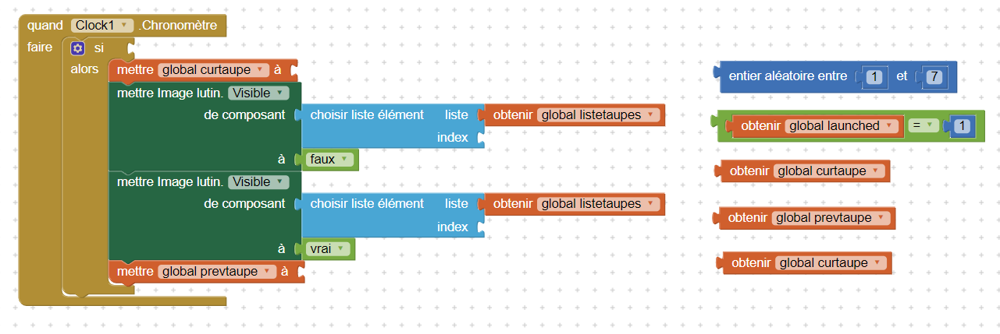 quand Clock1 .Chronomètre
faire si
alors mettre global curtaupe à
mettre Image lutin. Visible
de composant choisir liste élément liste obtenir global listetaupes
index
à faux
mettre Image lutin. Visible
de composant choisir liste élément liste obtenir global listetaupes
index
à vrai
mettre global prevtaupe à
entier aléatoire entre 1 et 7
obtenir global launched = 1
obtenir global curtaupe
obtenir global prevtaupe
obtenir global curtaupe